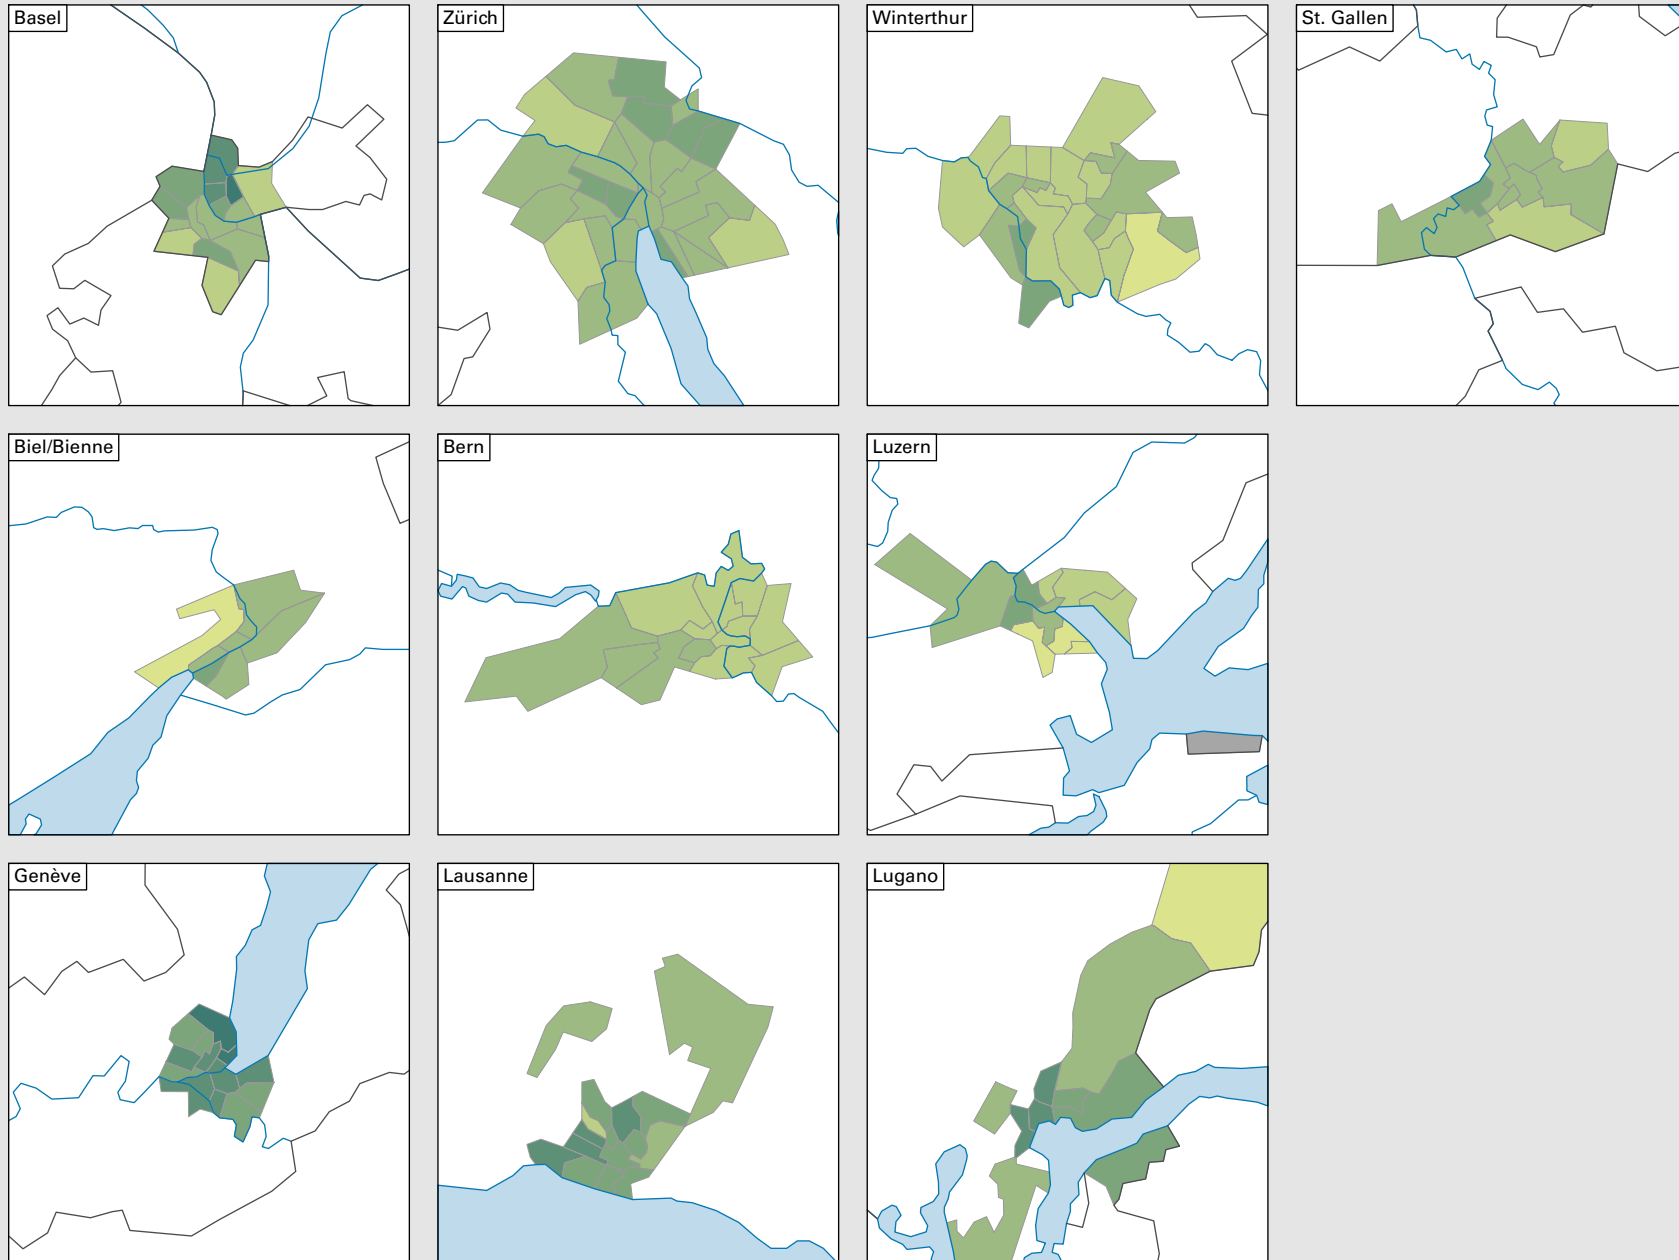 Basel
Zürich
Winterthur
St. Gallen
Biel/Bienne
Bern
Luzern
Genève
Lausanne
Lugano